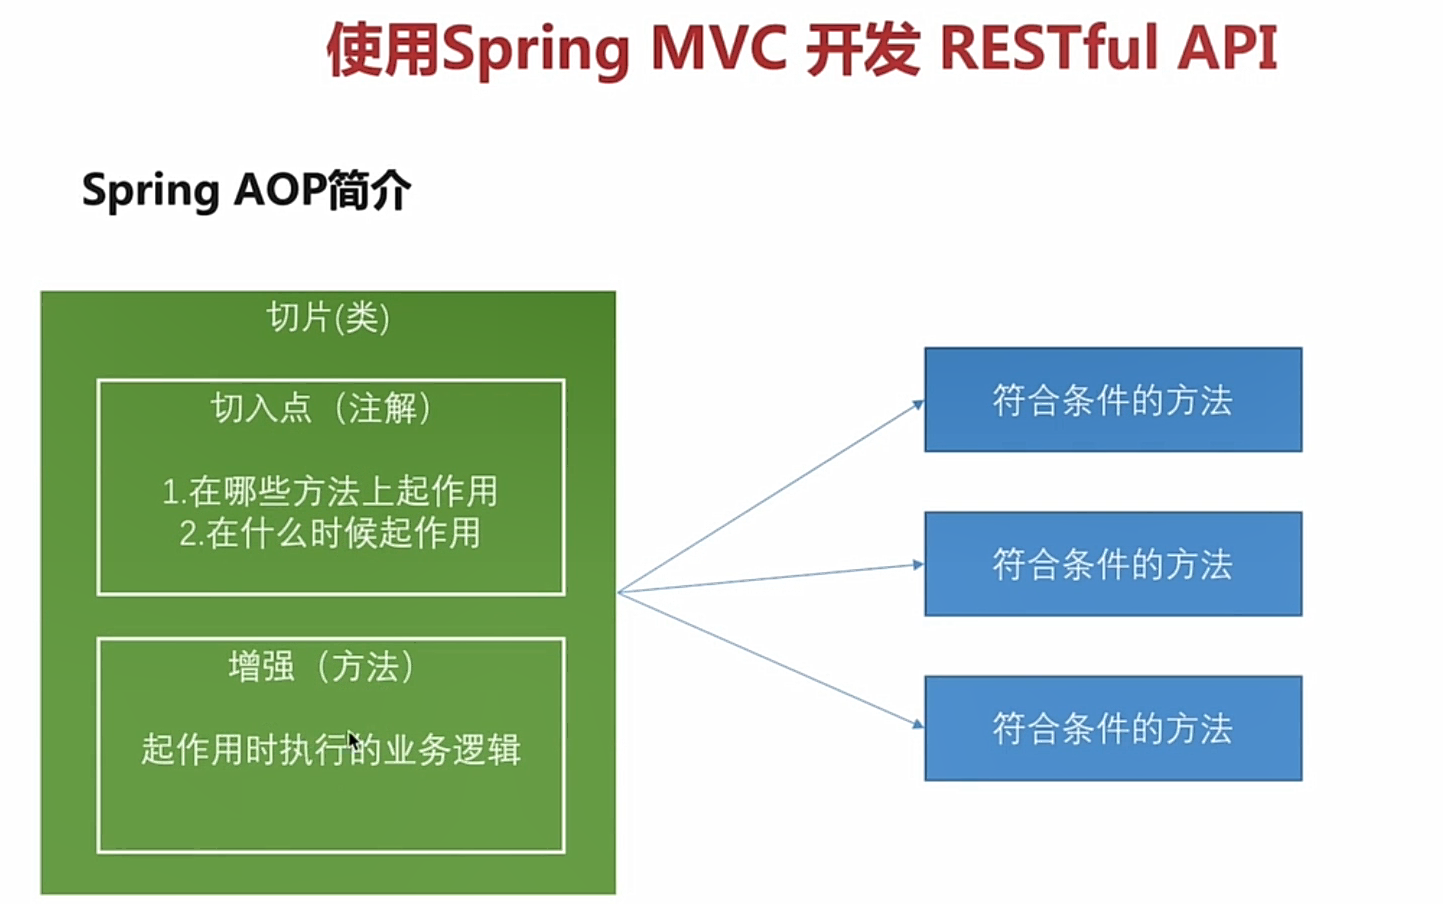 使用Spring MVC 开发 RESTful API
Spring AOP简介
切片(类)
切入点（注解）
1.在哪些方法上起作用
2.在什么时候起作用
增强（方法）
起作用时执行的业务逻辑
符合条件的方法
符合条件的方法
符合条件的方法